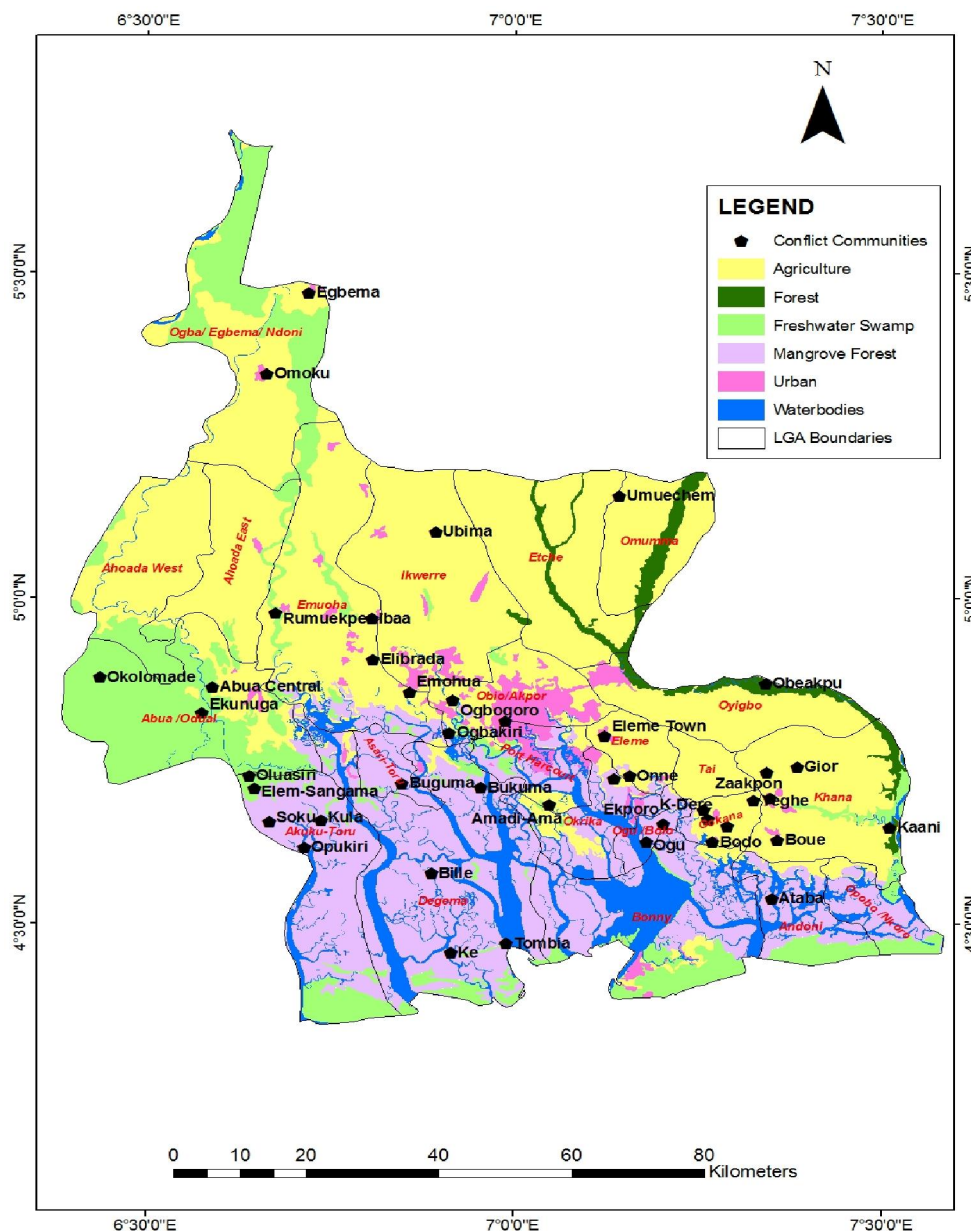 6°30'0"E 7°0'0"E 7°30'0"E
N
LEGEND
Conflict Communities
Agriculture
Forest
Freshwater Swamp
Mangrove Forest
Urban
Waterbodies
LGA Boundaries
5°30'0"N
5°30'0"N
Egbema
Ogba/ Egbema/ Ndoni
Omoku
Umuechem
Ubima
Omumma
Etche
Ahoada East
Ahoada West
Ikwerre
5°0'0"N
5°0'0"N
Emuoha
Rumuekpe
Ibaa
Elibrada
Okolomade
Abua Central
Emohua
Obio/Akpor
Obeakpu
Ekunuga
Ogbogoro
Oyigbo
Abua /Odual
Ogbakiri
Eleme Town
Eleme
Asari-Toru
Port Harcourt
Tai
Gior
Oluasiri
Onne
Zaakpon
Elem-Sangama
Buguma
Bukuma
Yeghe
Khana
Ekporo
K-Dere
Soku
Kula
Amadi-Ama
Okrika
Gokana
Kaani
Akuku-Toru
Ogu /Bolo
Opukiri
Ogu
Bodo
Boue
Bille
Degema
Ataba
Opobo /Nkoro
Bonny
Andoni
4°30'0"N
4°30'0"N
Tombia
Ke
0 10 20 40 60 80
Kilometers
6°30'0"E 7°0'0"E 7°30'0"E